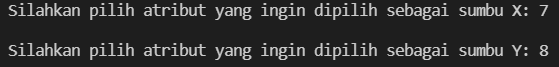 Silahkan pilih atribut yang ingin dipilih sebagai sumbu X: 7
Silahkan pilih atribut yang ingin dipilih sebagai sumbu Y: 8